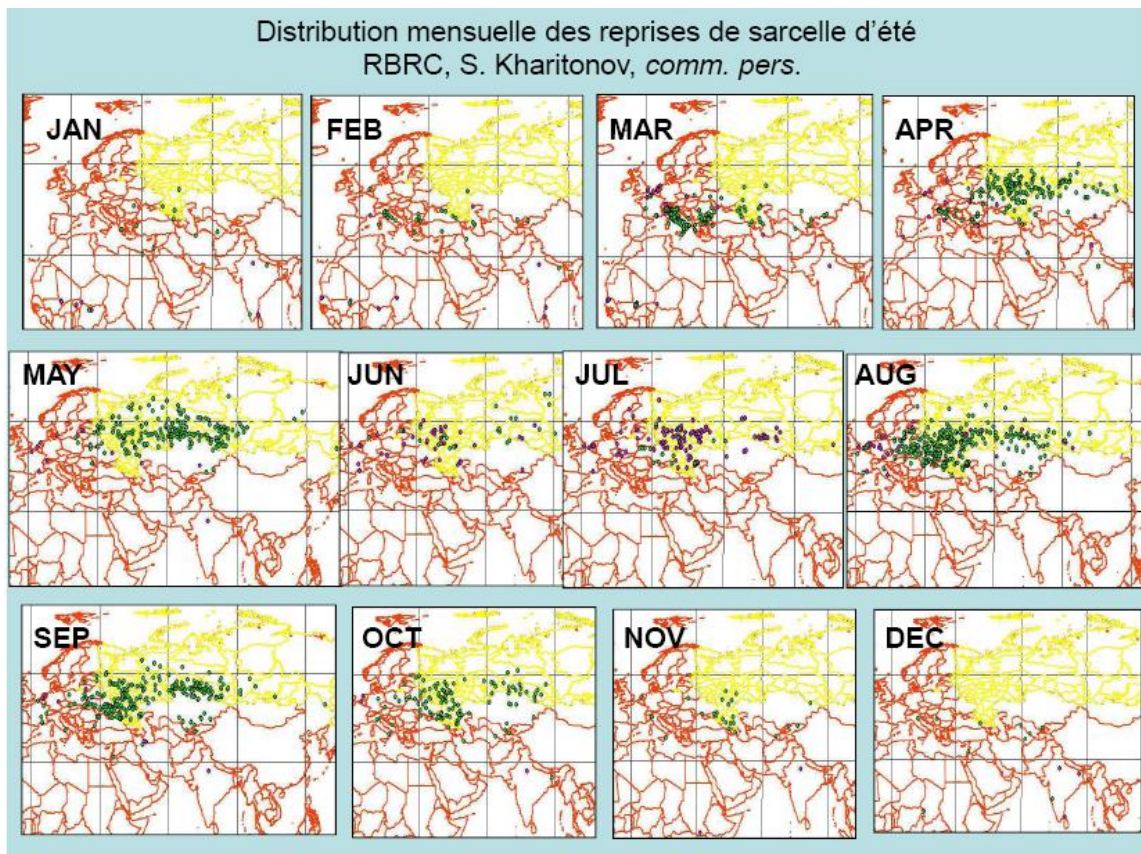 Distribution mensuelle des reprises de sarcelle d'été
RBRC, S. Kharitonov, comm. pers.
JAN
FEB
MAR
APR
MAY
JUN
JUL
AUG
SEP
OCT
NOV
DEC